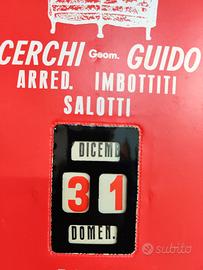 CERCHI Geom. GUIDO
ARRED. IMBOTTITI
SALOTTI
DICEMB
31
DOMEN.
subito